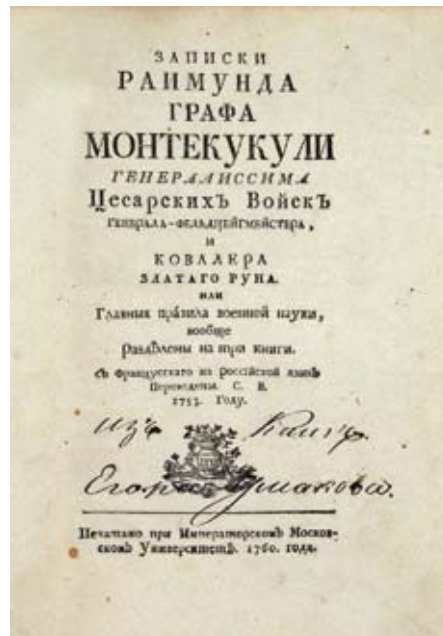 ЗАПИСКИ
РАИМУНДА
ГРАФА
МОНТЕКУКУЛИ
ГЕНЕРАЛИССИМА
Цесарскихъ Войскъ
ГЕНЕРАЛА-ФЕЛЬДЦЕЙГМЕЙСТЕРА,
И
КОВАЛЕРА
ЗЛАТАГО РУНА.
ИЛИ
Главныя правила военной науки,
вообще
Раздѣлены на три книги.
съ Французскаго на россійской языкъ
Переведены. С. В.
1753. Году.
изъ Книгъ
Егора Ушакова.
Печатано при Императорскомъ Москов-
скомъ Университетѣ. 1760. года.